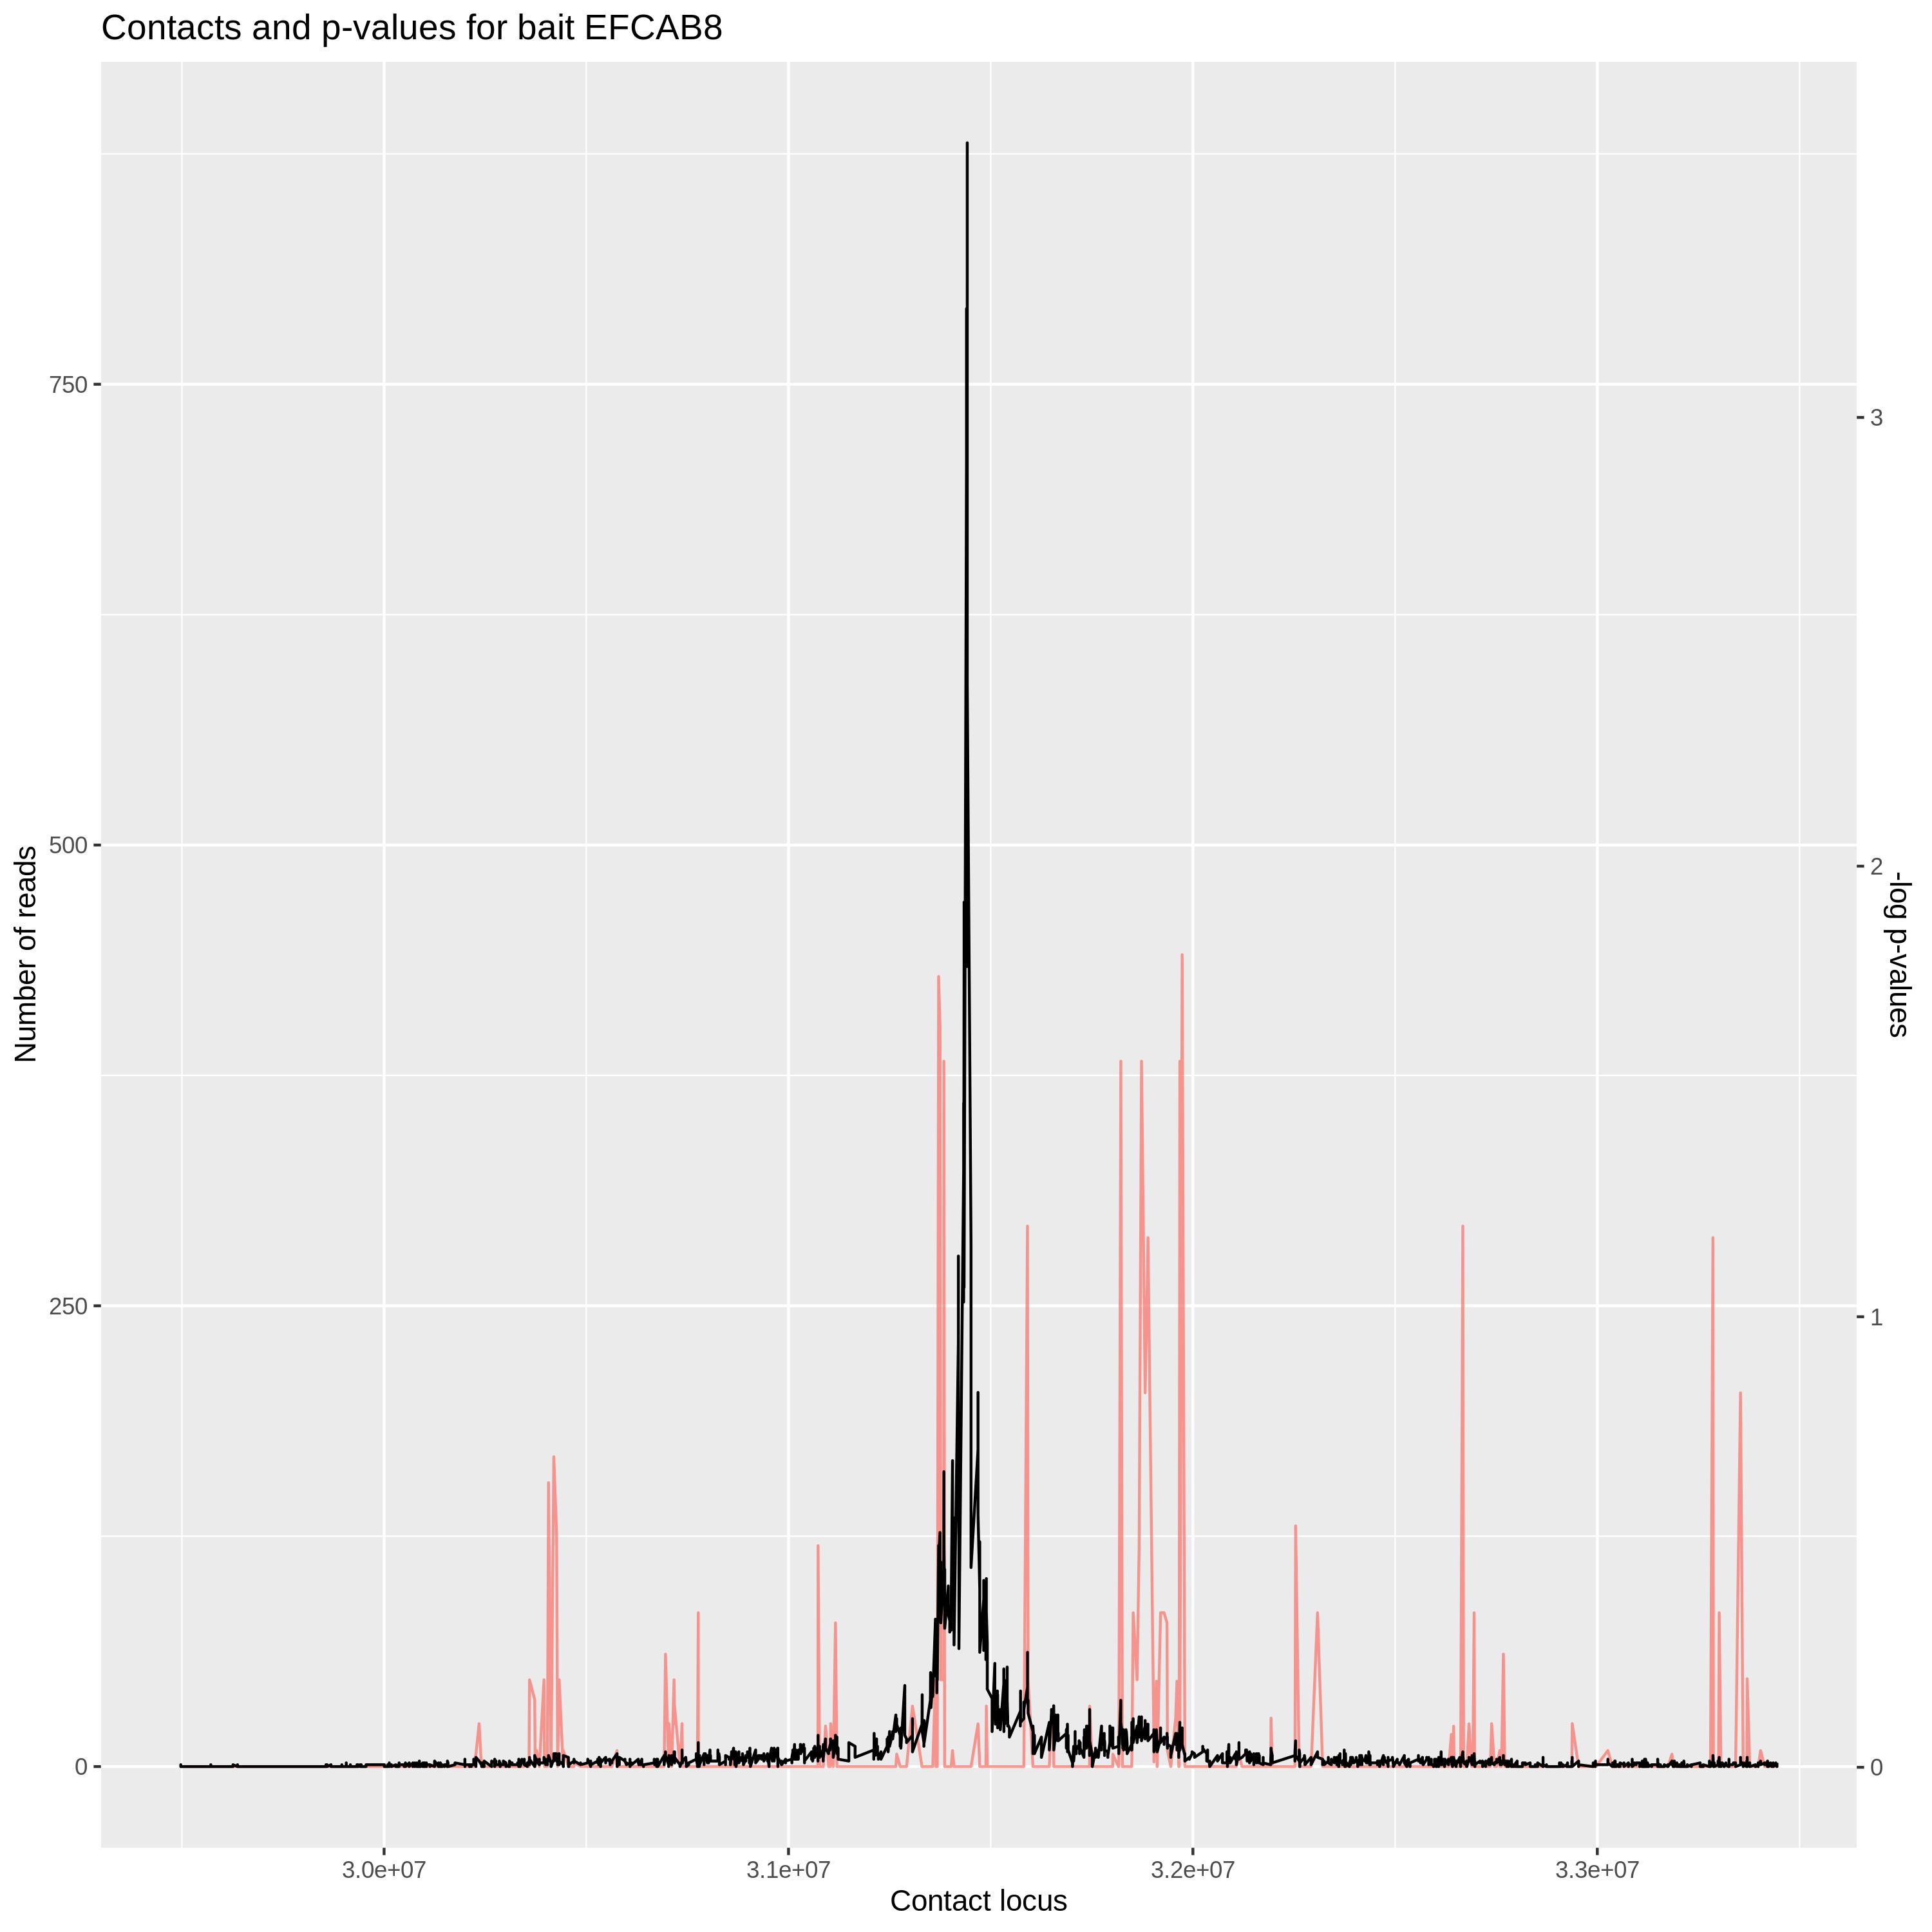 Contacts and p-values for bait EFCAB8
Number of reads
750
500
250
0
3
2
1
0
-log p-values
3.0e+07
3.1e+07
3.2e+07
3.3e+07
Contact locus